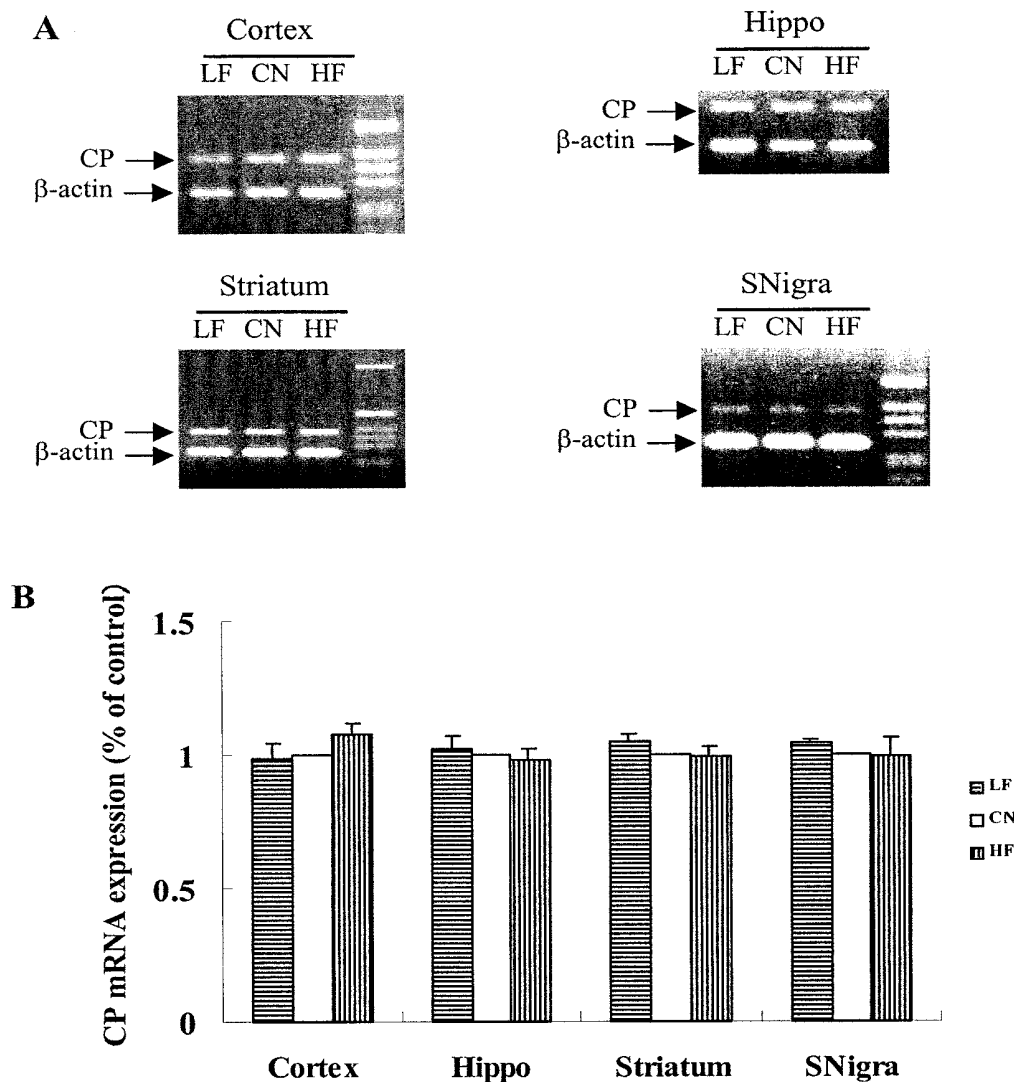 A
Cortex
LF CN HF
CP
β-actin
Hippo
LF CN HF
CP
β-actin
Striatum
LF CN HF
CP
β-actin
SNigra
LF CN HF
CP
β-actin
B
CP mRNA expression (% of control)
1.5
1
0.5
0
Cortex Hippo Striatum SNigra
LF
CN
HF